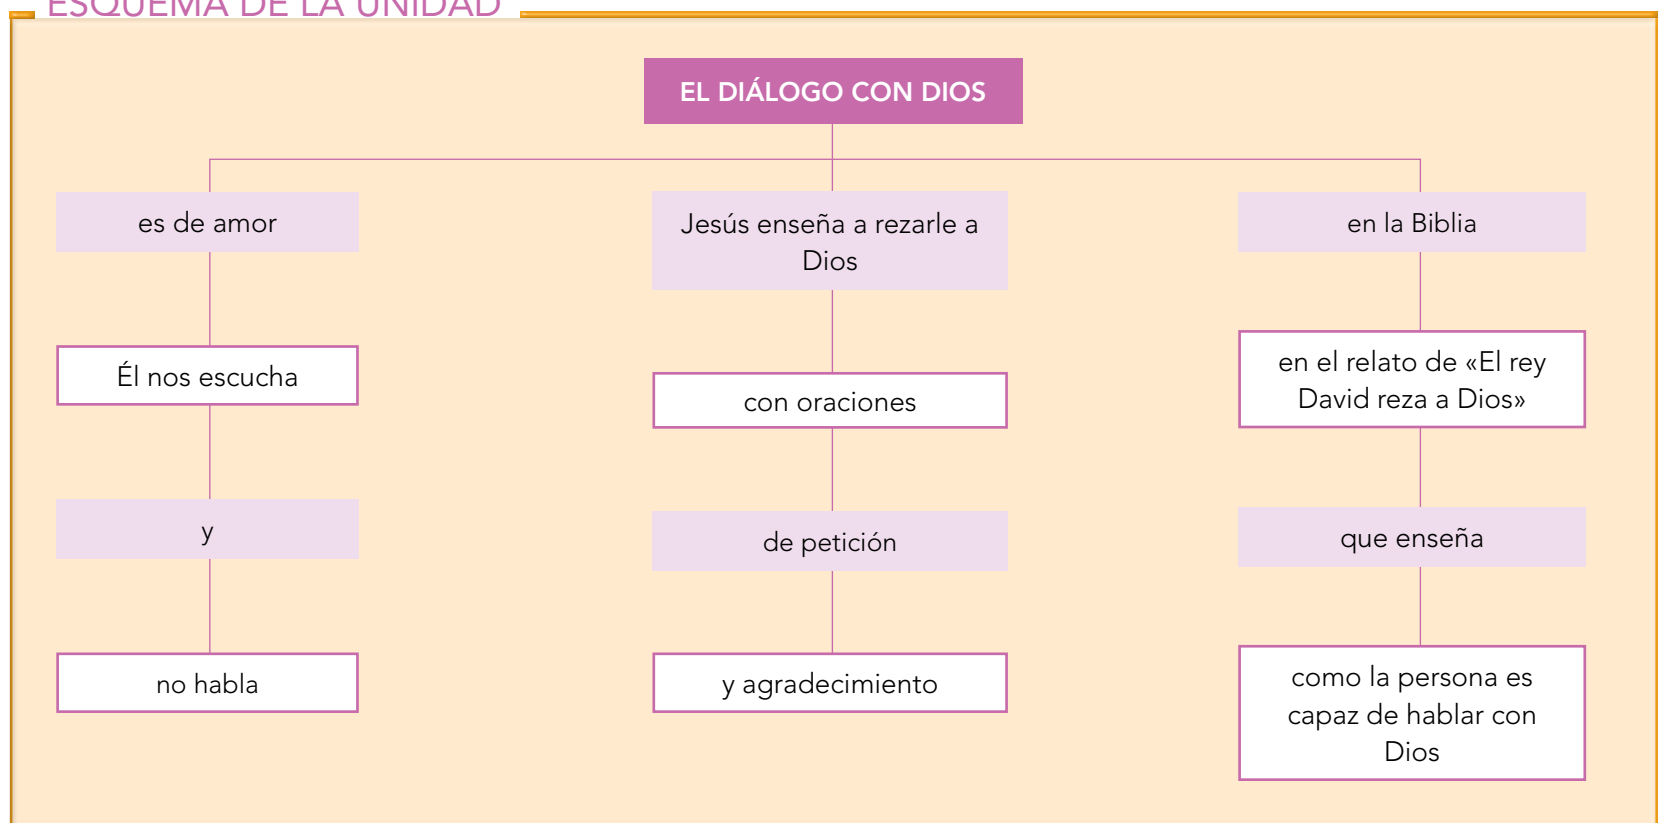 ESQUEMA DE LA UNIDAD
EL DIÁLOGO CON DIOS
es de amor
Él nos escucha
y
no habla
Jesús enseña a rezarle a
Dios
con oraciones
de petición
y agradecimiento
en la Biblia
en el relato de «El rey
David reza a Dios»
que enseña
como la persona es
capaz de hablar con
Dios